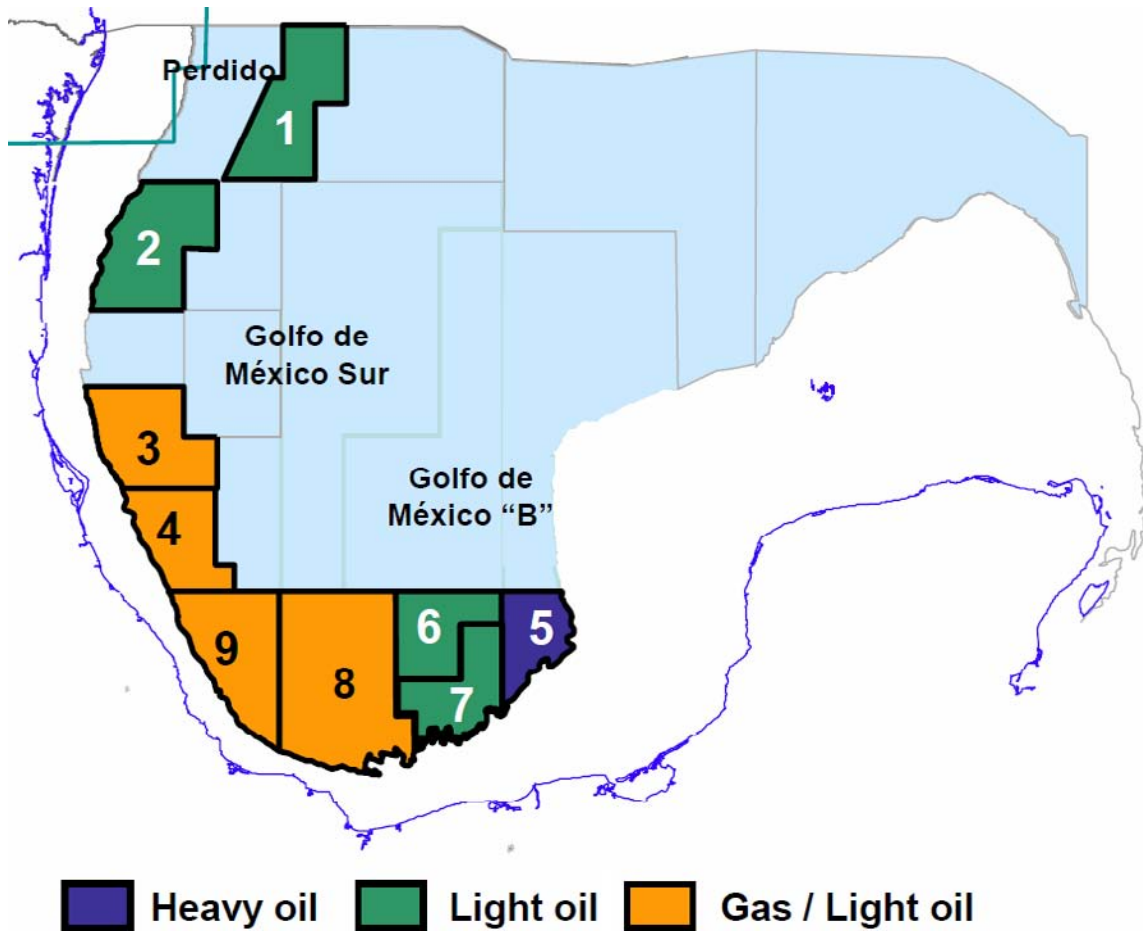 Perdido
1
2
Golfo de
México Sur
3
Golfo de
México “B”
4
6
5
9
8
7
Heavy oil
Light oil
Gas / Light oil